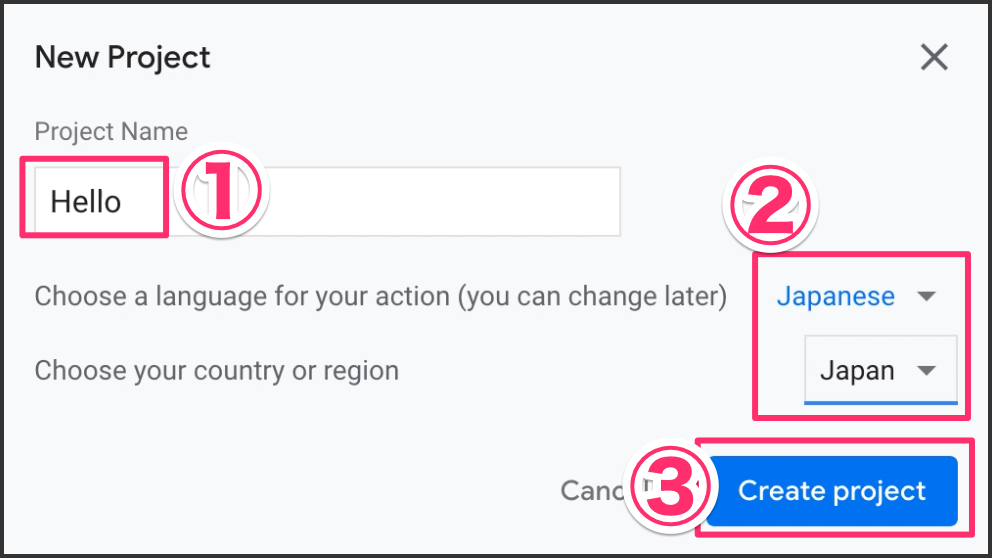 New Project
Project Name
Hello
1
2
Choose a language for your action (you can change later) Japanese
Choose your country or region Japan
3
Create project